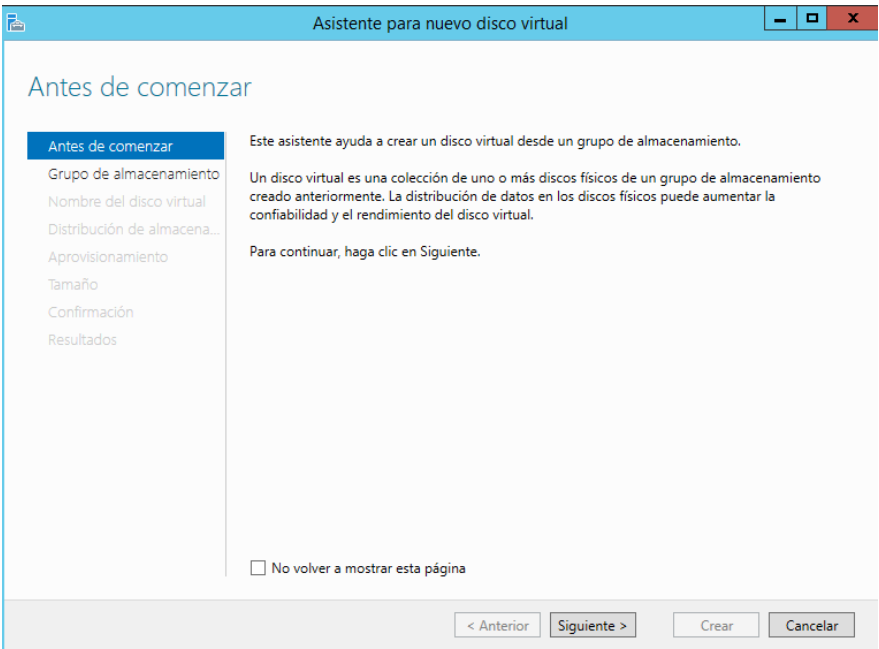 Asistente para nuevo disco virtual
Antes de comenzar
Antes de comenzar
Grupo de almacenamiento
Nombre del disco virtual
Distribución de almacena...
Aprovisionamiento
Tamaño
Confirmación
Resultados
Este asistente ayuda a crear un disco virtual desde un grupo de almacenamiento.
Un disco virtual es una colección de uno o más discos físicos de un grupo de almacenamiento
creado anteriormente. La distribución de datos en los discos físicos puede aumentar la
confiabilidad y el rendimiento del disco virtual.
Para continuar, haga clic en Siguiente.
No volver a mostrar esta página
< Anterior
Siguiente >
Crear
Cancelar